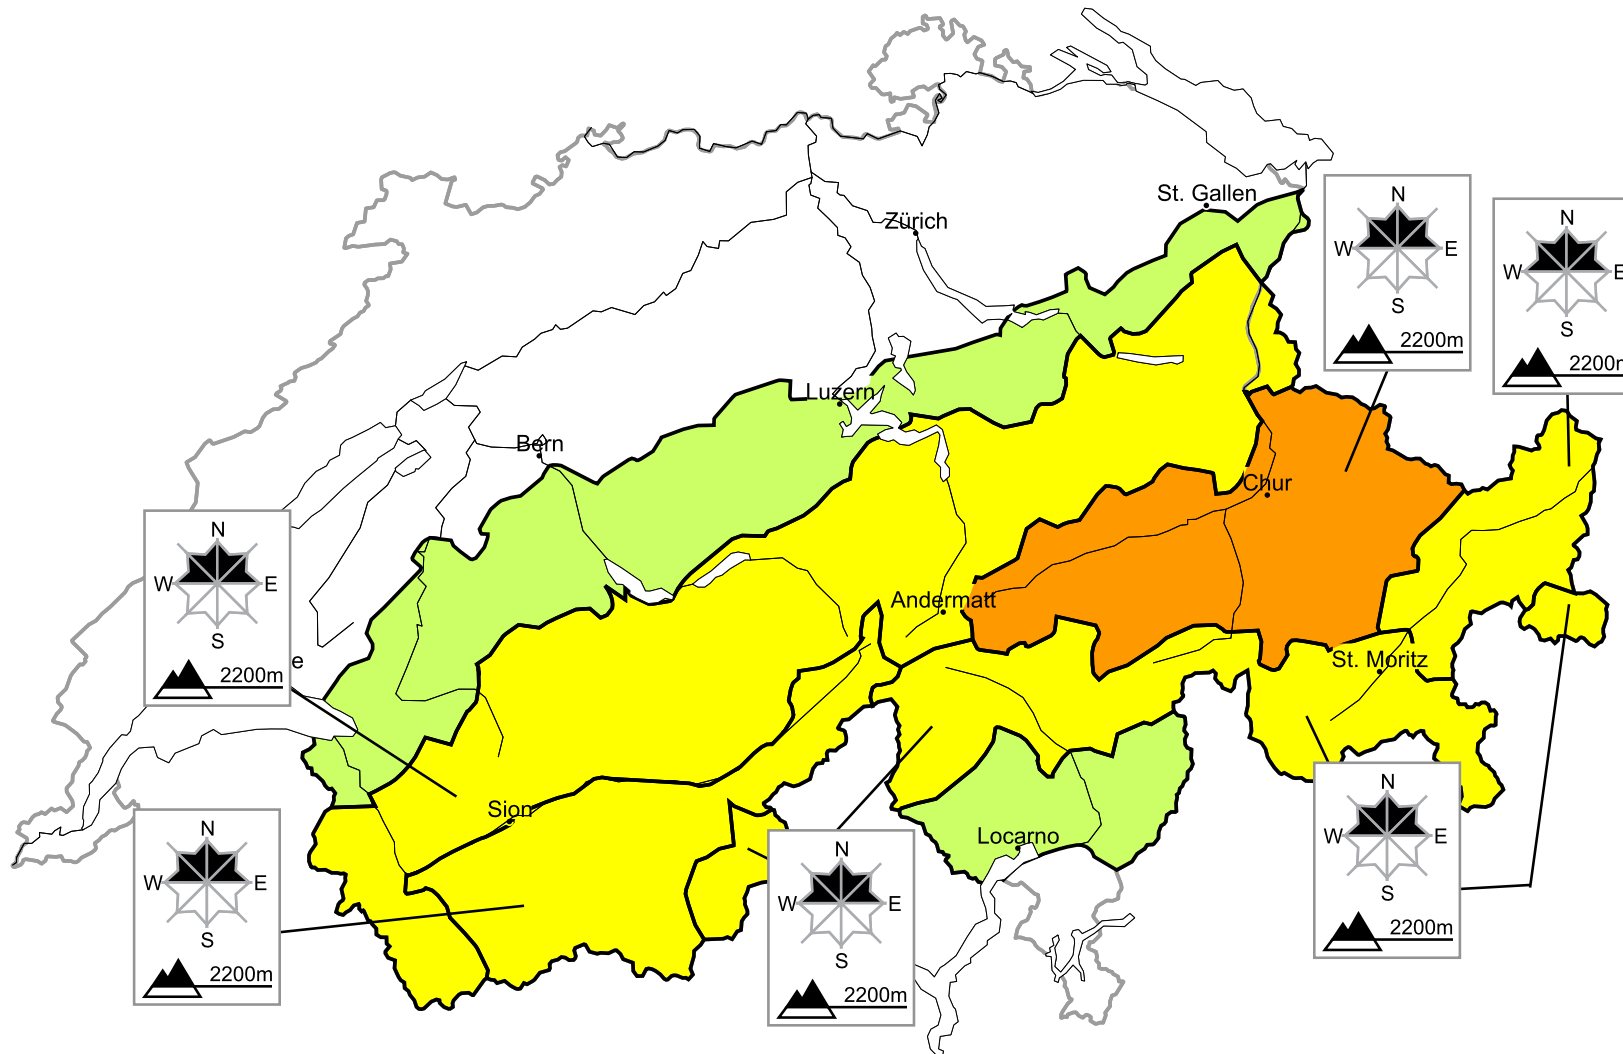 St. Gallen
Zürich
N
W E
S
2200m
N
W E
S
2200m
Luzern
Bern
Chur
N
W E
S
2200m
e
Andermatt
St. Moritz
Sion
Locarno
N
W E
S
2200m
N
W E
S
2200m
N
W E
S
2200m